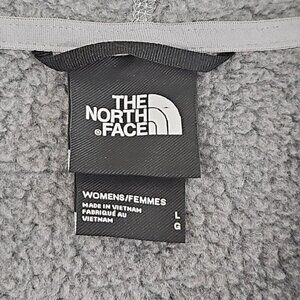 THE
NORTH
®FACE
WOMENS/FEMMES
MADE IN VIETNAM
FABRIQUÉ AU
VIETNAM
L
G